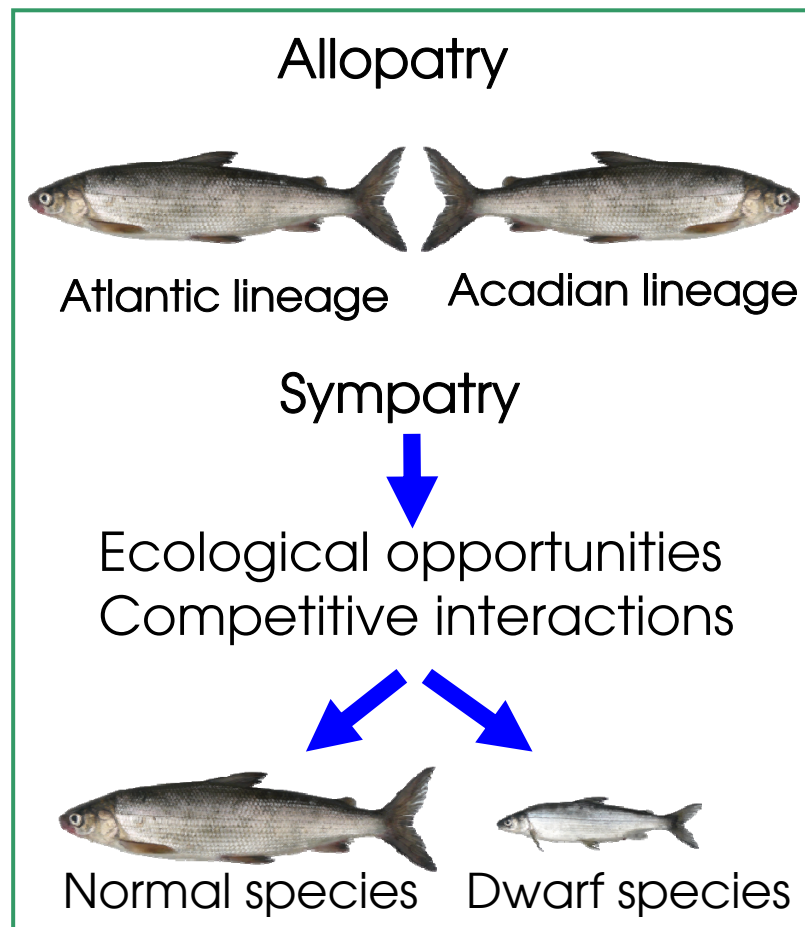 Allopatry
Atlantic lineage
Acadian lineage
Sympatry
Ecological opportunities
Competitive interactions
Normal species
Dwarf species